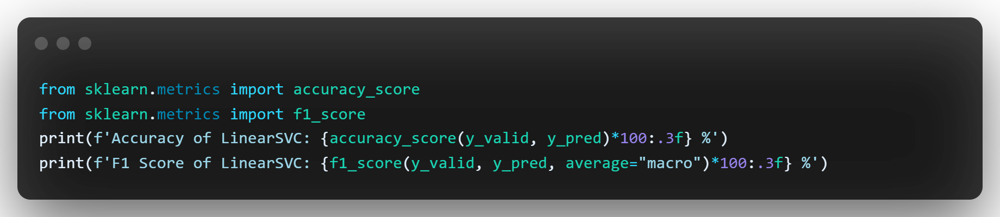 from sklearn.metrics import accuracy_score
from sklearn.metrics import f1_score
print(f'Accuracy of LinearSVC: {accuracy_score(y_valid, y_pred)*100:.3f} %')
print(f'F1 Score of LinearSVC: {f1_score(y_valid, y_pred, average="macro")*100:.3f} %')